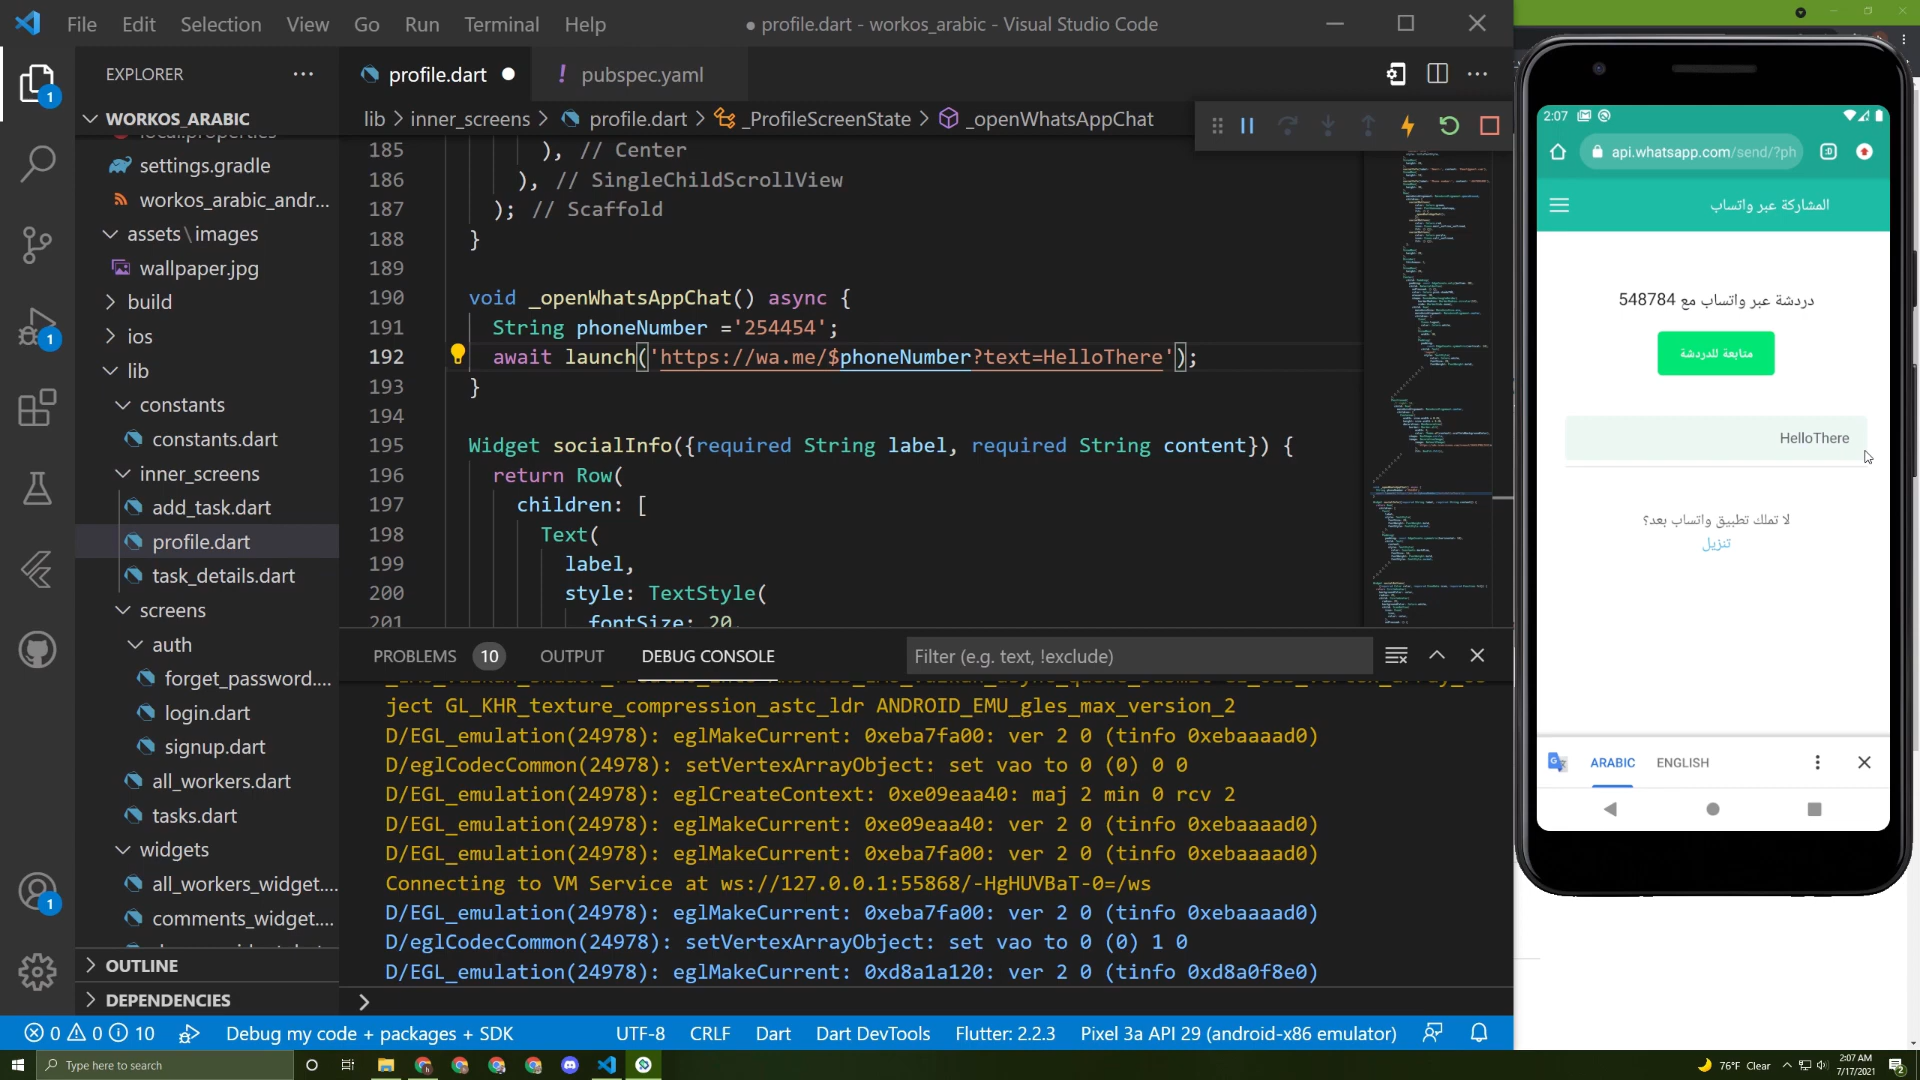 File Edit Selection View Go Run Terminal Help
● profile.dart - workos_arabic - Visual Studio Code
EXPLORER
WORKOS_ARABIC
local.properties
settings.gradle
workos_arabic_andr...
assets\images
wallpaper.jpg
build
ios
lib
constants
constants.dart
inner_screens
add_task.dart
profile.dart
task_details.dart
screens
auth
forget_password....
login.dart
signup.dart
all_workers.dart
tasks.dart
widgets
all_workers_widget....
comments_widget....
OUTLINE
DEPENDENCIES
profile.dart ●
! pubspec.yaml
lib > inner_screens > profile.dart > _ProfileScreenState > _openWhatsAppChat
185 ), // Center
186 ), // SingleChildScrollView
187 ); // Scaffold
188 }
189
190 void _openWhatsAppChat() async {
191 String phoneNumber ='254454';
192 await launch('https://wa.me/$phoneNumber?text=HelloThere');
193 }
194
195 Widget socialInfo({required String label, required String content}) {
196 return Row(
197 children: [
198 Text(
199 label,
200 style: TextStyle(
201 fontSize: 20,
PROBLEMS 10 OUTPUT DEBUG CONSOLE
Filter (e.g. text, !exclude)
ject GL_KHR_texture_compression_astc_ldr ANDROID_EMU_gles_max_version_2
D/EGL_emulation(24978): eglMakeCurrent: 0xeba7fa00: ver 2 0 (tinfo 0xebaaaad0)
D/eglCodecCommon(24978): setVertexArrayObject: set vao to 0 (0) 0 0
D/EGL_emulation(24978): eglCreateContext: 0xe09eaa40: maj 2 min 0 rcv 2
D/EGL_emulation(24978): eglMakeCurrent: 0xe09eaa40: ver 2 0 (tinfo 0xebaaaad0)
D/EGL_emulation(24978): eglMakeCurrent: 0xeba7fa00: ver 2 0 (tinfo 0xebaaaad0)
Connecting to VM Service at ws://127.0.0.1:55868/-HgHUVBaT-0=/ws
D/EGL_emulation(24978): eglMakeCurrent: 0xeba7fa00: ver 2 0 (tinfo 0xebaaaad0)
D/eglCodecCommon(24978): setVertexArrayObject: set vao to 0 (0) 1 0
D/EGL_emulation(24978): eglMakeCurrent: 0xd8a1a120: ver 2 0 (tinfo 0xd8a0f8e0)
0 0 10 Debug my code + packages + SDK UTF-8 CRLF Dart Dart DevTools Flutter: 2.2.3 Pixel 3a API 29 (android-x86 emulator)
2:07
api.whatsapp.com/send/?ph
المشاركة عبر واتساب
دردشة عبر واتساب مع 548784
متابعة للدردشة
HelloThere
لا تملك تطبيق واتساب بعد؟
تنزيل
ARABIC ENGLISH
Type here to search
76°F Clear
2:07 AM
7/17/2021